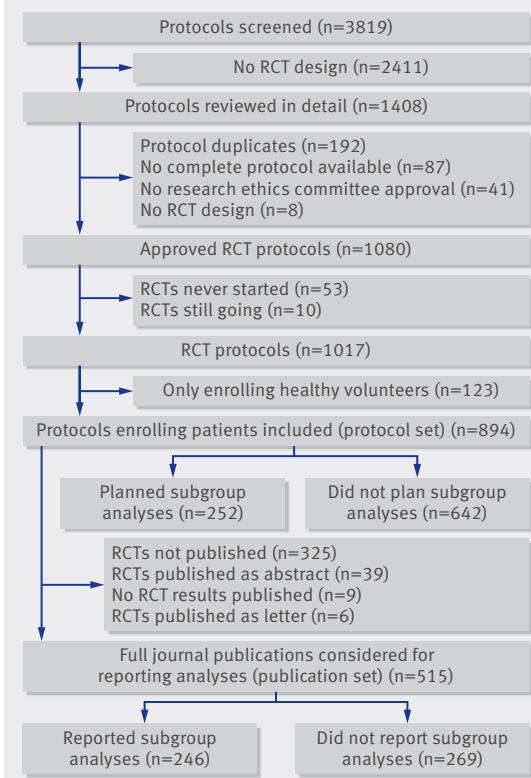 Protocols screened (n=3819)
No RCT design (n=2411)
Protocols reviewed in detail (n=1408)
Protocol duplicates (n=192)
No complete protocol available (n=87)
No research ethics committee approval (n=41)
No RCT design (n=8)
Approved RCT protocols (n=1080)
RCTs never started (n=53)
RCTs still going (n=10)
RCT protocols (n=1017)
Only enrolling healthy volunteers (n=123)
Protocols enrolling patients included (protocol set) (n=894)
Planned subgroup
analyses (n=252)
Did not plan subgroup
analyses (n=642)
RCTs not published (n=325)
RCTs published as abstract (n=39)
No RCT results published (n=9)
RCTs published as letter (n=6)
Full journal publications considered for
reporting analyses (publication set) (n=515)
Reported subgroup
analyses (n=246)
Did not report subgroup
analyses (n=269)